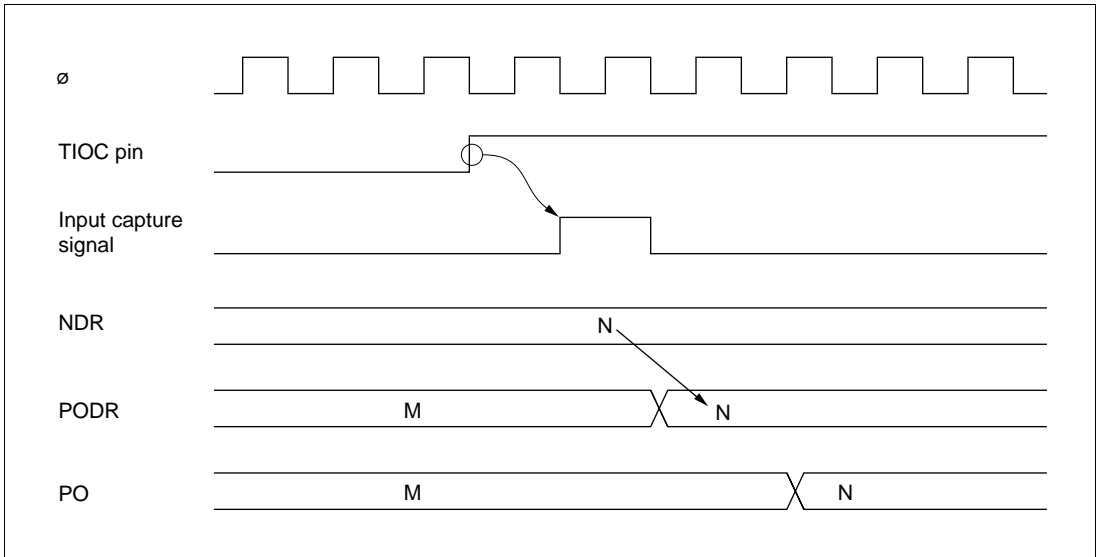 ø
TIOC pin
Input capture
signal
NDR
N
PODR
M
N
PO
M
N